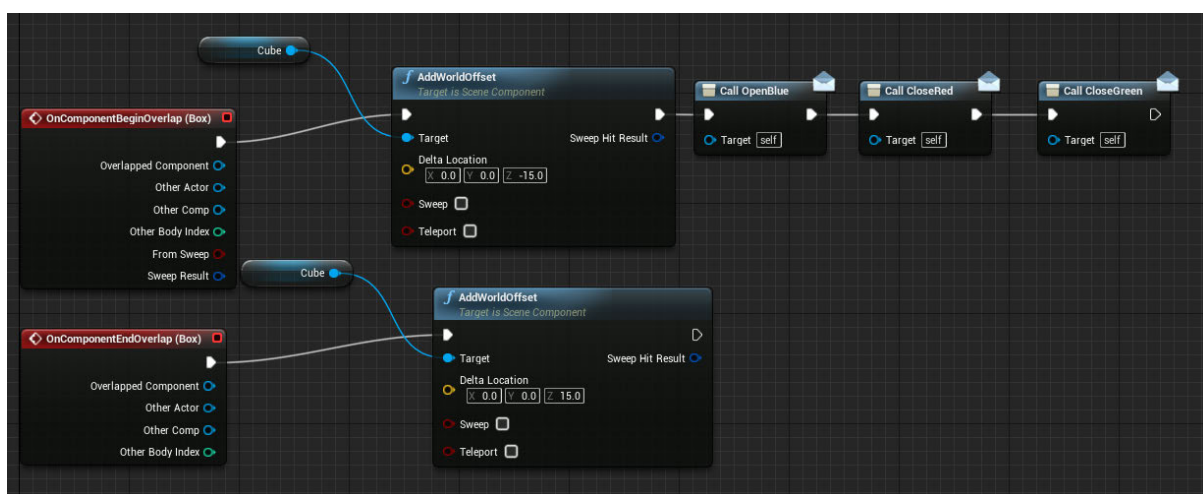 Cube
AddWorldOffset
Target is Scene Component
Target
Sweep Hit Result
Delta Location
X 0.0 Y 0.0 Z -15.0
Sweep
Teleport
Call OpenBlue
Target self
Call CloseRed
Target self
Call CloseGreen
Target self
OnComponentBeginOverlap (Box)
Overlapped Component
Other Actor
Other Comp
Other Body Index
From Sweep
Sweep Result
Cube
AddWorldOffset
Target is Scene Component
Target
Sweep Hit Result
Delta Location
X 0.0 Y 0.0 Z 15.0
Sweep
Teleport
OnComponentEndOverlap (Box)
Overlapped Component
Other Actor
Other Comp
Other Body Index